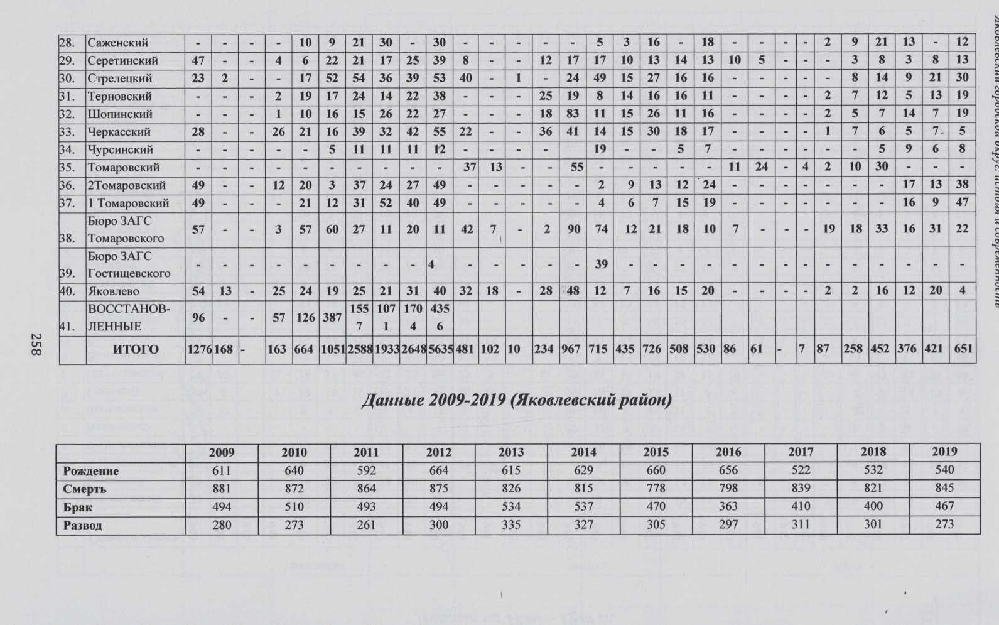 28. Саженский - - - - 10 9 21 30 - 30 - - - - - 5 3 16 - 18 - - - - - 2 9 21 13 - 12
29. Серетинский 47 - - 4 6 22 21 17 25 39 8 - - 12 17 17 10 13 14 13 10 5 - - - 3 8 3 8 13
30. Стрелецкий 23 2 - - 17 52 54 36 39 53 40 - 1 - 24 49 15 27 16 16 - - - - - 8 14 9 21 30
31. Терновский - - - 2 19 17 24 14 22 38 - - - 25 19 8 14 16 16 11 - - - - 2 7 12 5 13 19
32. Шопинский - - - 1 10 16 15 26 22 27 - - - 18 83 11 15 26 11 16 - - - - 2 5 7 14 7 19
33. Черкасский 28 - - 26 21 16 39 32 42 55 22 - - 36 41 14 15 30 18 17 - - - - 1 7 6 5 7 5
34. Чурсинский - - - - - 5 11 11 11 12 - - - - 19 - - 5 7 - - - - - - 5 9 6 8
35. Томаровский - - - - - - - - - - 37 13 - - 55 - - - - - 11 24 - 4 2 10 30 - - -
36. 2Томаровский 49 - - 12 20 3 37 24 27 49 - - - - - 2 9 13 12 24 - - - - - - - 17 13 38
37. 1 Томаровский 49 - - - 21 12 31 52 40 49 - - - - - 4 6 7 15 19 - - - - - - - 16 9 47
Бюро ЗАГС
38. Томаровского 57 - - 3 57 60 27 11 20 11 42 7 - 2 90 74 12 21 18 10 7 - - - 19 18 33 16 31 22
Бюро ЗАГС
39. Гостищевского - - - - - - - - - 4 - - - - - 39 - - - - - - - - - - - - - -
40. Яковлево 54 13 - 25 24 19 25 21 31 40 32 18 - 28 48 12 7 16 15 20 - - - - 2 2 16 12 20 4
ВОССТАНОВ- 96 - - 57 126 387 155 107 170 435
41. ЛЕННЫЕ 7 1 4 6
ИТОГО 1276 168 - 163 664 1051 2588 1933 2648 5635 481 102 10 234 967 715 435 726 508 530 86 61 - 7 87 258 452 376 421 651
Данные 2009-2019 (Яковлевский район)
2009 2010 2011 2012 2013 2014 2015 2016 2017 2018 2019
Рождение 611 640 592 664 615 629 660 656 522 532 540
Смерть 881 872 864 875 826 815 778 798 839 821 845
Брак 494 510 493 494 534 537 470 363 410 400 467
Развод 280 273 261 300 335 327 305 297 311 301 273
2588
Яковлевский городской округ: история и современность